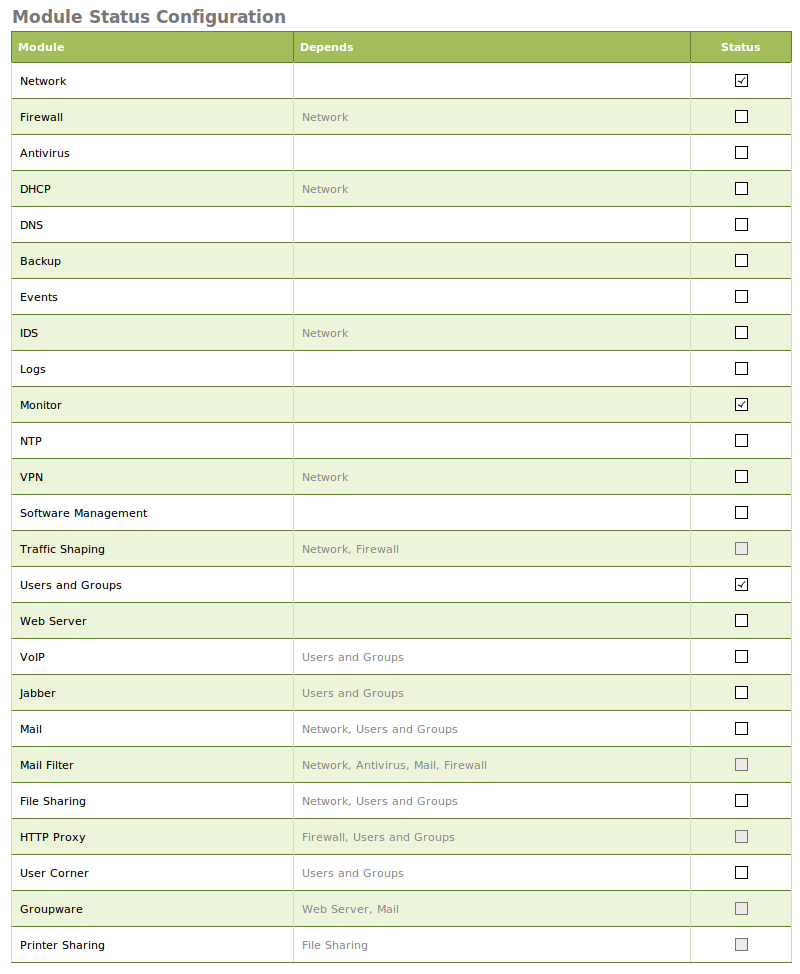 Module Status Configuration
Module Depends Status
Network
Firewall Network
Antivirus
DHCP Network
DNS
Backup
Events
IDS Network
Logs
Monitor
NTP
VPN Network
Software Management
Traffic Shaping Network, Firewall
Users and Groups
Web Server
VoIP Users and Groups
Jabber Users and Groups
Mail Network, Users and Groups
Mail Filter Network, Antivirus, Mail, Firewall
File Sharing Network, Users and Groups
HTTP Proxy Firewall, Users and Groups
User Corner Users and Groups
Groupware Web Server, Mail
Printer Sharing File Sharing